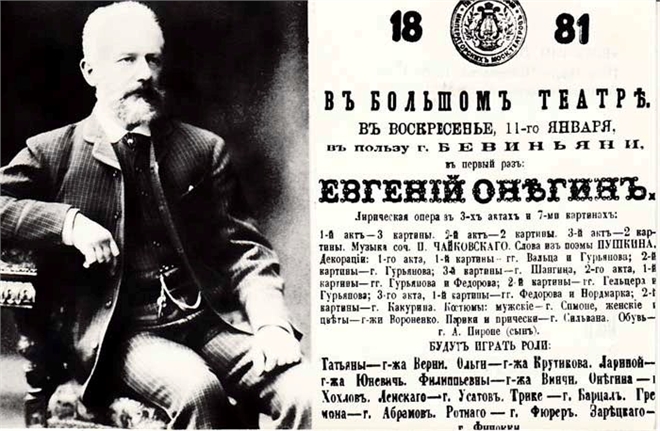 18 81
ВЪ БОЛЬШОМЪ ТЕАТРѢ.
ВЪ ВОСКРЕСЕНЬЕ, 11-го ЯНВАРЯ,
въ пользу г. БЕВИНЬЯНИ,
въ первый разъ:
ЕВГЕНІЙ ОНѢГИНЪ,
Лирическая опера въ 3-хъ актахъ и 7-ми картинахъ:
1-й актъ—3 картины. 2-й актъ—2 картины. 3-й актъ—2 кар-
тины. Музыка соч. П. ЧАЙКОВСКАГО. Слова изъ поэмы ПУШКИНА.
Декораціи: 1-го акта, 1-й картины—гг. Вальца и Гурьянова; 2-й
картины—г. Гурьянова; 3-й картины—г. Шангина, 2-го акта, 1-й
картины—гг. Гурьянова и Федорова; 2-й картины—гг. Гельцера и
Гурьянова; 3-го акта, 1-й картины—гг. Федорова и Нордмарка; 2-й
картины—г. Какурина. Костюмы: мужскіе—г. Симоне, женскіе и
цвѣты—г-жи Вороненко. Парики и прически—г. Сильвана. Обувь—
г. А. Пироне (сынъ).
БУДУТЪ ИГРАТЬ РОЛИ:
Татьяны—г-жа Верни. Ольги—г-жа Крутикова. Лариной—
г-жа Юневичъ. Филиппьевны—г-жа Винчи. Онѣгина—г
Хохловъ. Ленскаго—г. Усатовъ. Трике—г. Барцалъ. Гре
мина—г. Абрамовъ. Ротнаго—г. Фюреръ. Зарѣцкаго—
г. Финокки